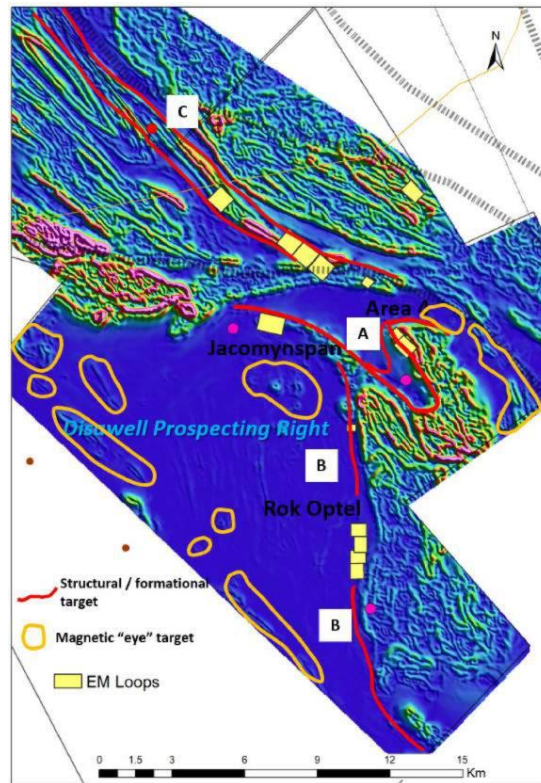 N
C
Area 4
A
Jacomynspan
Disawell Prospecting Right
B
Rok Optel
Structural / formational
target
B
Magnetic "eye" target
EM Loops
0 1.5 3 6 9 12 15
Km